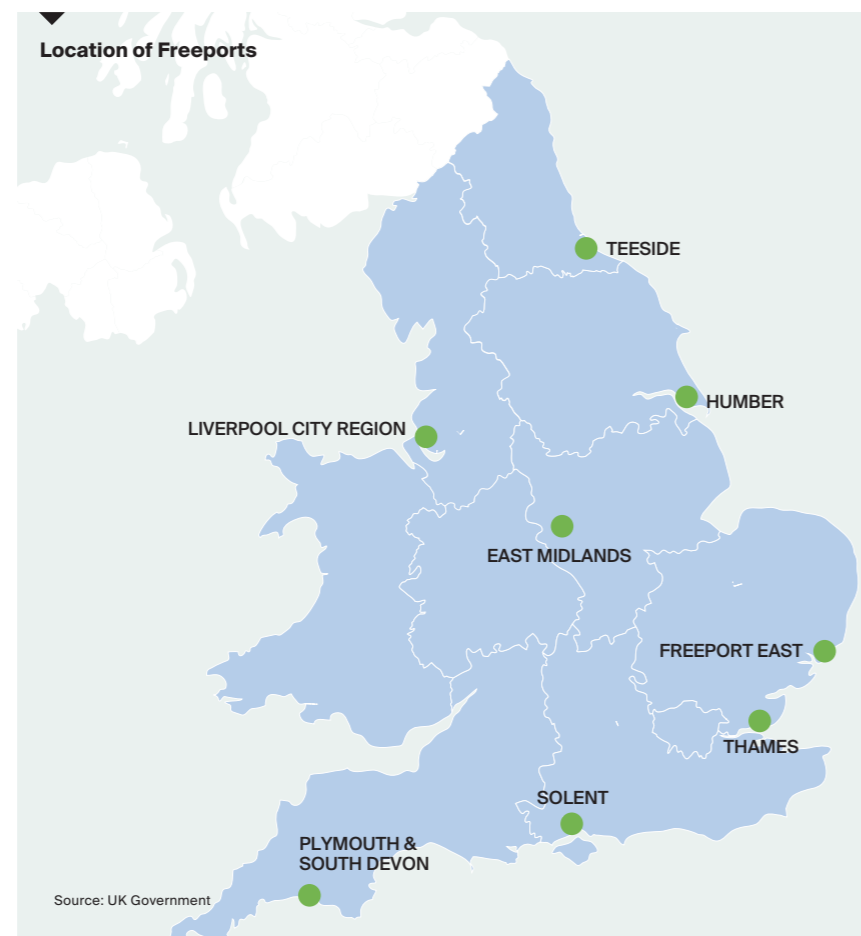 Location of Freeports
TEESIDE
HUMBER
LIVERPOOL CITY REGION
EAST MIDLANDS
FREEPORT EAST
THAMES
SOLENT
PLYMOUTH &
SOUTH DEVON
Source: UK Government